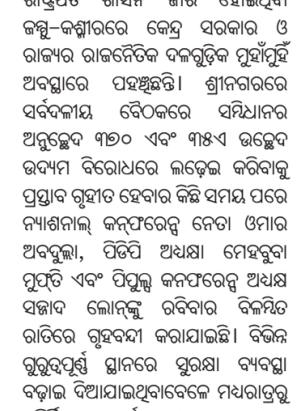 ରାଷ୍ଟ୍ରପତି ଶାସନ ଜାରି ହୋଇଥିବା
ଜମ୍ମୁ-କଶ୍ମୀରରେ କେନ୍ଦ୍ର ସରକାର ଓ
ରାଜ୍ୟର ରାଜନୈତିକ ଦଳଗୁଡ଼ିକ ମୁହାଁମୁହିଁ
ଅବସ୍ଥାରେ ପହଞ୍ଚିଛନ୍ତି। ଶ୍ରୀନଗରରେ
ସର୍ବଦଳୀୟ ବୈଠକରେ ସମ୍ବିଧାନର
ଅନୁଚ୍ଛେଦ ୩୭୦ ଏବଂ ୩୫ଏ ଉଚ୍ଛେଦ
ଉଦ୍ୟମ ବିରୋଧରେ ଲଢ଼େଇ କରିବାକୁ
ପ୍ରସ୍ତାବ ଗୃହୀତ ହେବାର କିଛି ସମୟ ପରେ
ନ୍ୟାଶନାଲ୍ କନ୍‌ଫରେନ୍ସ ନେତା ଓମାର
ଅବଦୁଲ୍ଲା, ପିଡିପି ଅଧ୍ୟକ୍ଷା ମେହବୁବା
ମୁଫ୍‌ତି ଏବଂ ପିପୁଲ୍ସ କନଫରେନ୍ସ ଅଧ୍ୟକ୍ଷ
ସଜ୍ଜାଦ ଲୋନ୍‌ଙ୍କୁ ରବିବାର ବିଳମ୍ବିତ
ରାତିରେ ଗୃହବନ୍ଦୀ କରାଯାଇଛି। ବିଭିନ୍ନ
ଗୁରୁତ୍ୱପୂର୍ଣ୍ଣ ସ୍ଥାନରେ ସୁରକ୍ଷା ବ୍ୟବସ୍ଥା
ବଢ଼ାଇ ଦିଆଯାଇଥିବାବେଳେ ମଧ୍ୟରାତ୍ରରୁ